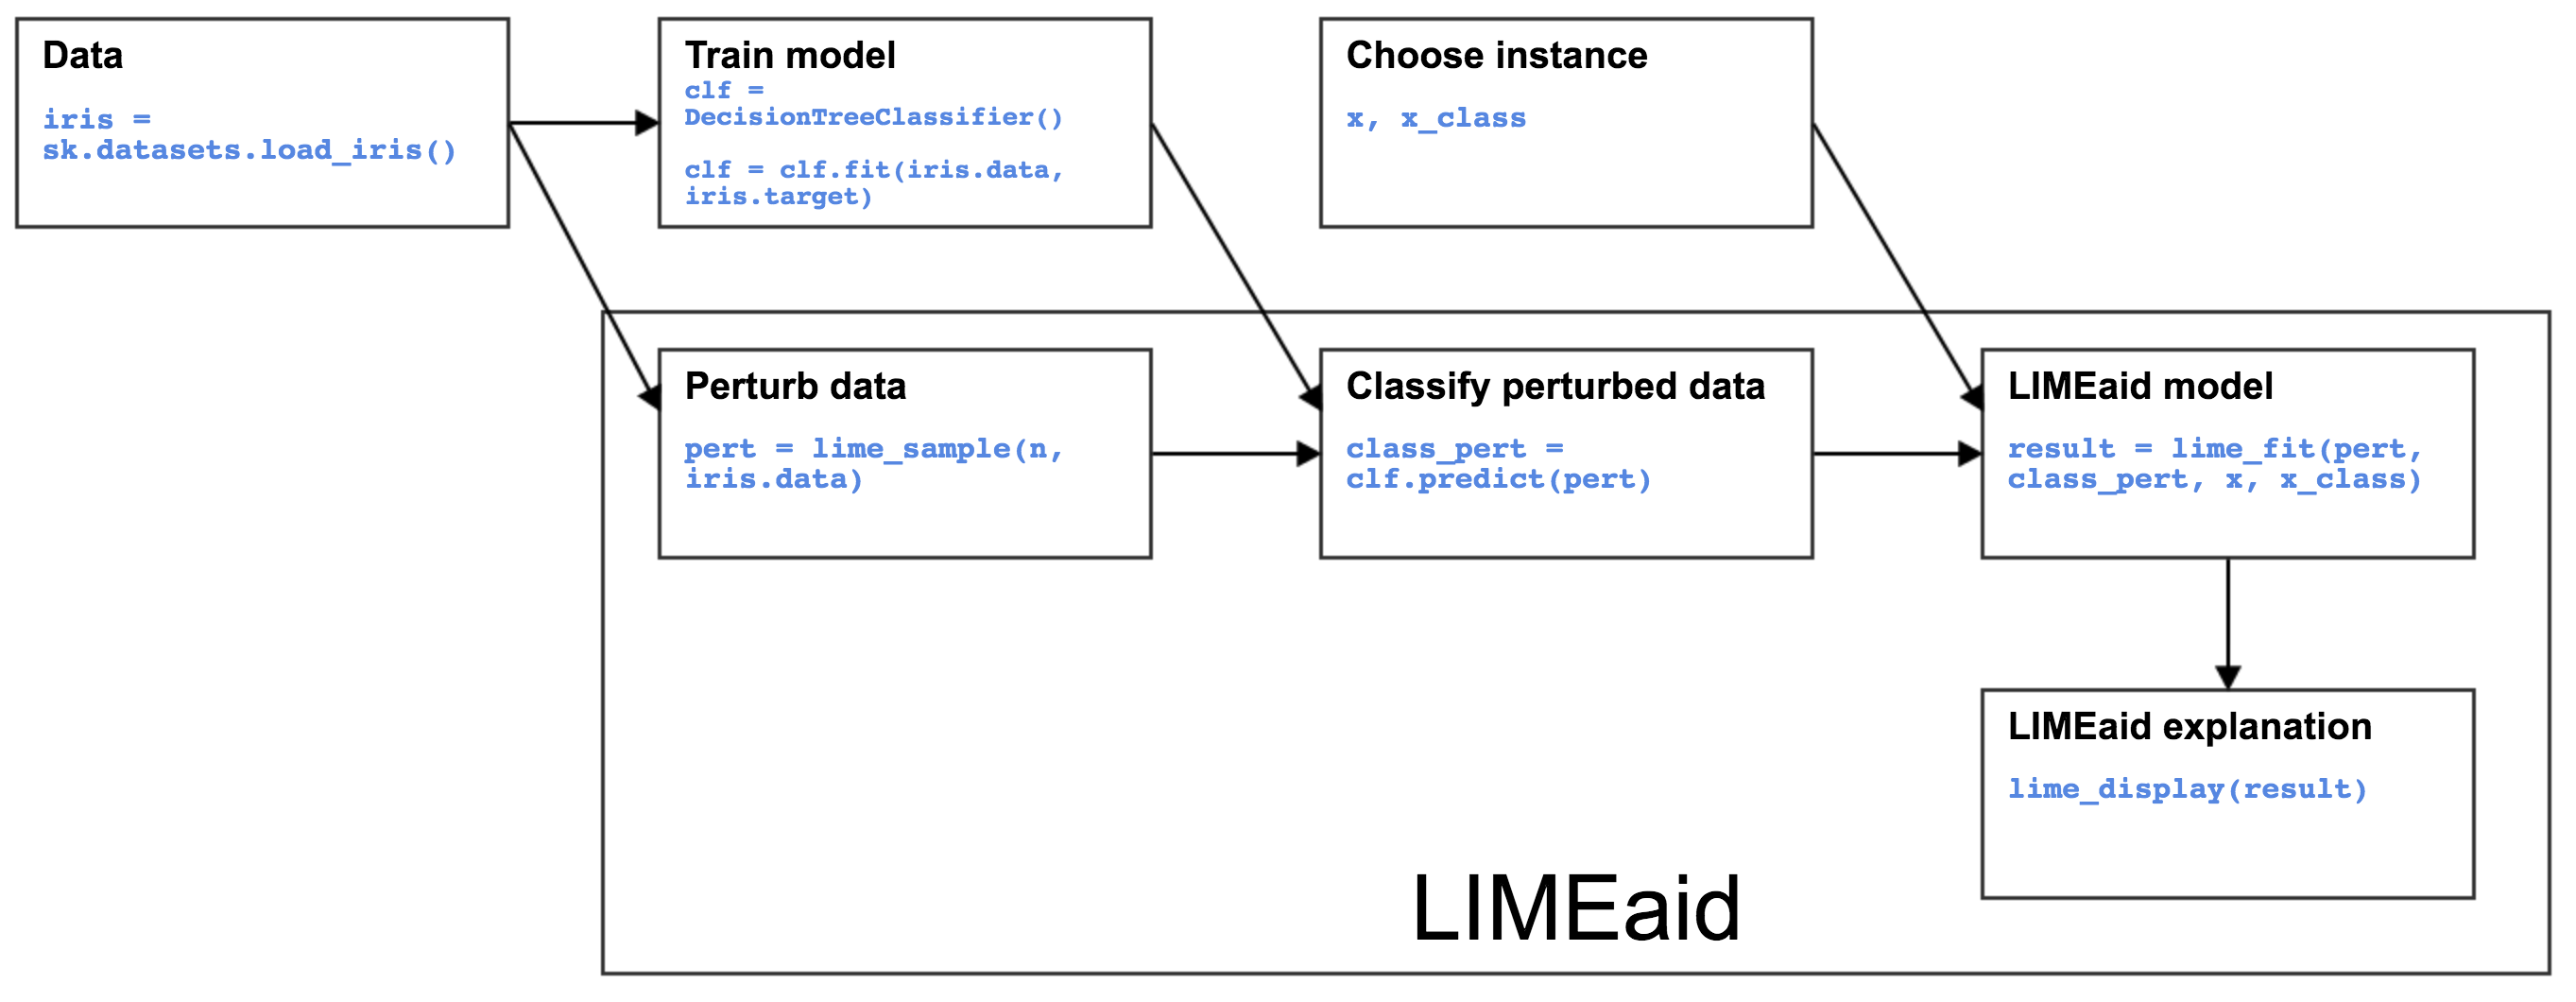 Data
iris =
sk.datasets.load_iris()
Train model
clf =
DecisionTreeClassifier()
clf = clf.fit(iris.data,
iris.target)
Choose instance
x, x_class
Perturb data
pert = lime_sample(n,
iris.data)
Classify perturbed data
class_pert =
clf.predict(pert)
LIMEaid model
result = lime_fit(pert,
class_pert, x, x_class)
LIMEaid explanation
lime_display(result)
LIMEaid